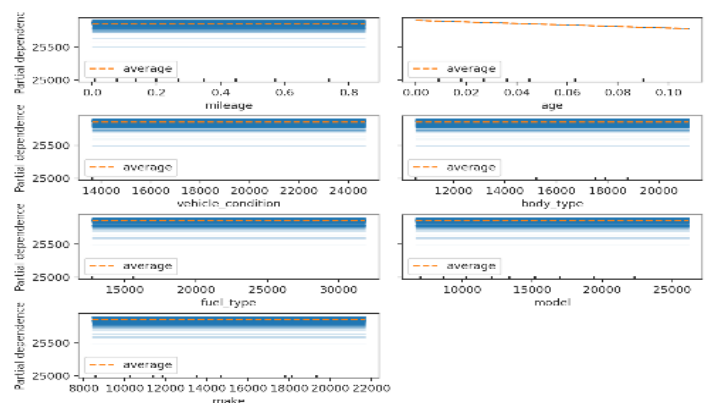 Partial dependence
25500
25000
average
0.0 0.2 0.4 0.6 0.8
mileage
average
0.00 0.02 0.04 0.06 0.08 0.10
age
Partial dependence
25500
25000
average
14000 16000 18000 20000 22000 24000
vehicle_condition
average
12000 14000 16000 18000 20000
body_type
Partial dependence
25500
25000
average
15000 20000 25000 30000
fuel_type
average
10000 15000 20000 25000
model
Partial dependence
25500
25000
average
8000 10000 12000 14000 16000 18000 20000 22000
make